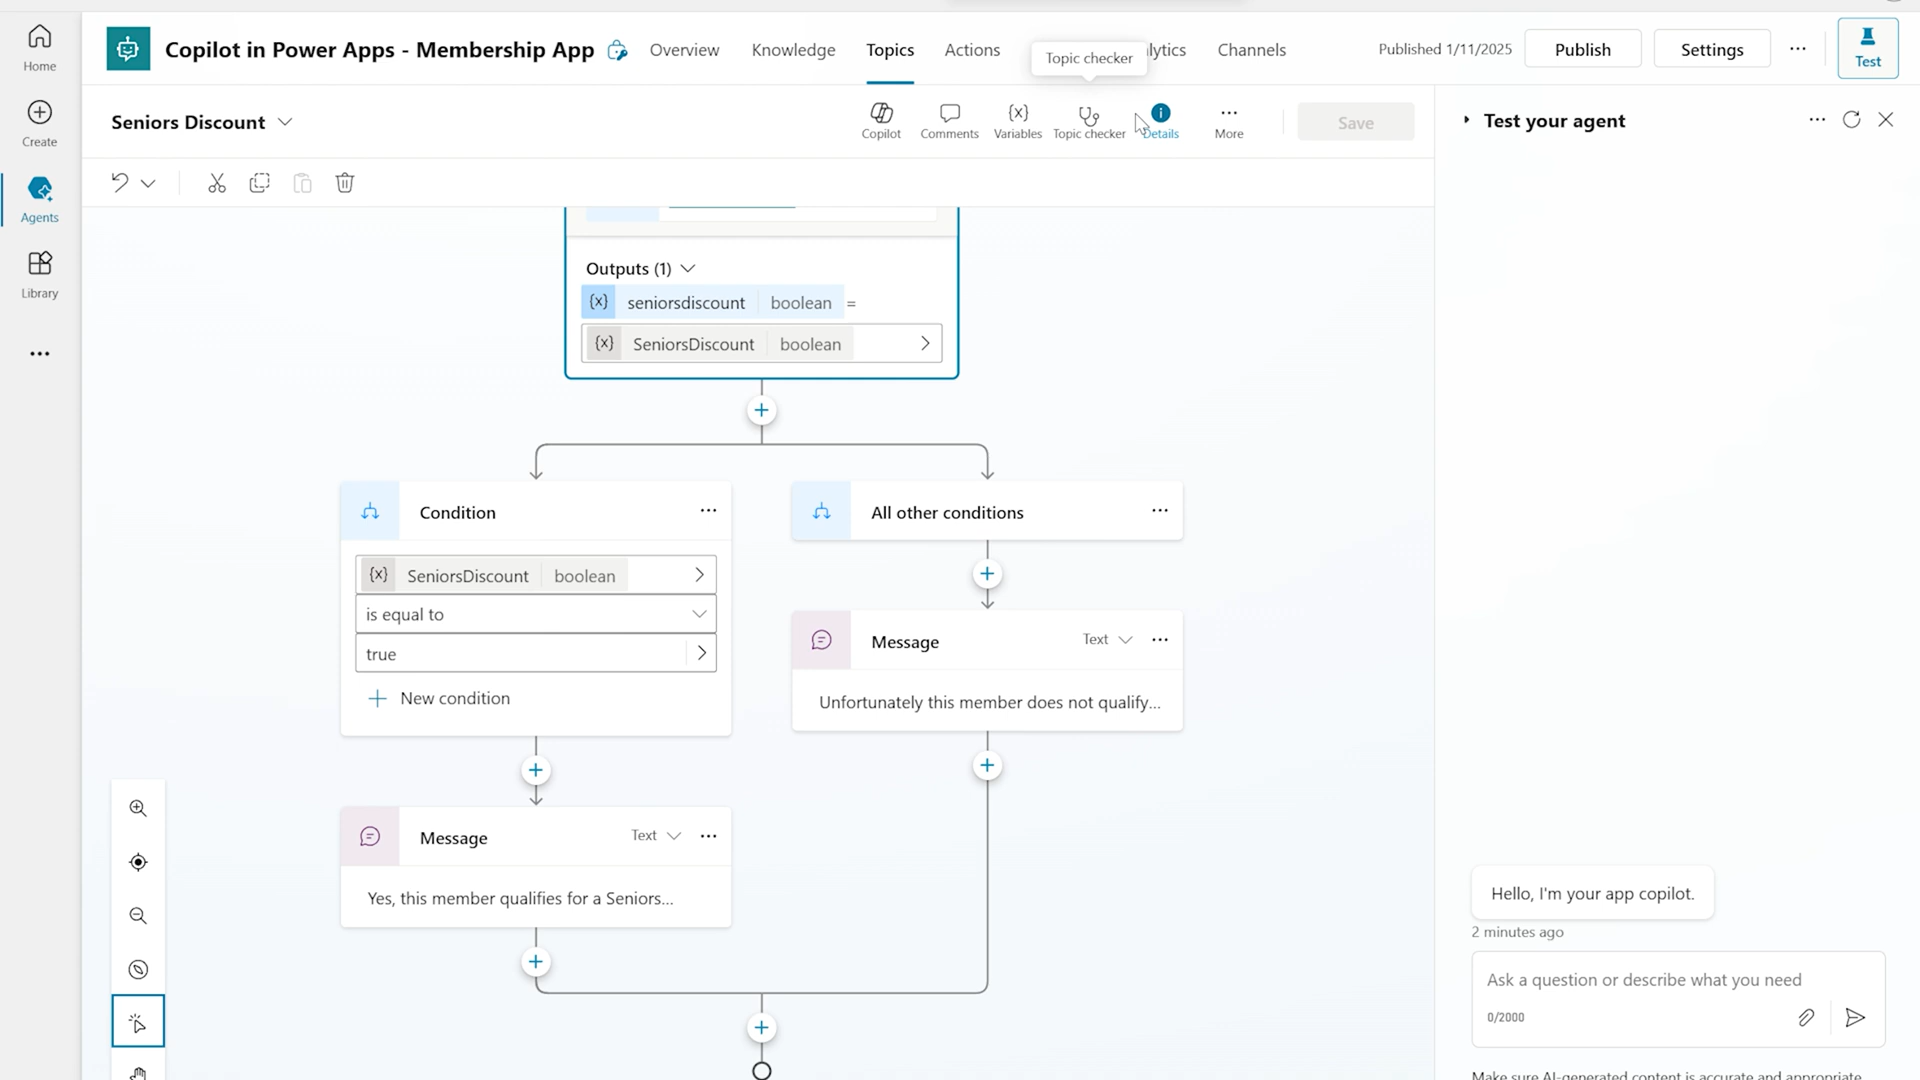 Copilot in Power Apps - Membership App
Overview
Knowledge
Topics
Actions
Topic checker
lytics
Channels
Published 1/11/2025
Publish
Settings
Test
Home
Create
Agents
Library
Seniors Discount
Copilot
Comments
{x}
Variables
Topic checker
Details
More
Save
Test your agent
Outputs (1)
{x} seniorsdiscount boolean =
{x} SeniorsDiscount boolean
Condition
{x} SeniorsDiscount boolean
is equal to
true
New condition
All other conditions
Message
Text
Unfortunately this member does not qualify...
Message
Text
Yes, this member qualifies for a Seniors...
Hello, I'm your app copilot.
2 minutes ago
Ask a question or describe what you need
0/2000
Make sure AI-generated content is accurate and appropriate